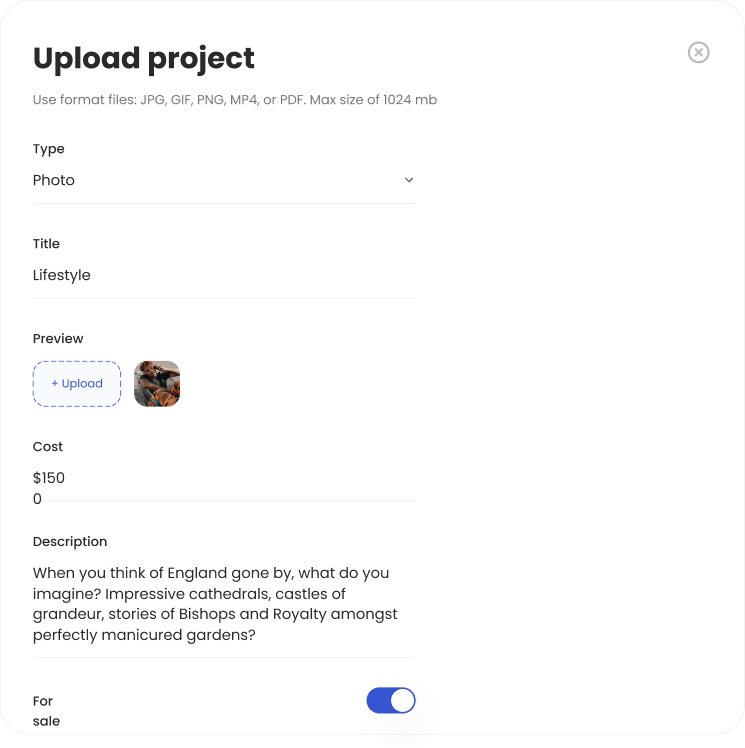 Upload project
Use format files: JPG, GIF, PNG, MP4, or PDF. Max size of 1024 mb
Type
Photo
Title
Lifestyle
Preview
+ Upload
Cost
$150
0
Description
When you think of England gone by, what do you
imagine? Impressive cathedrals, castles of
grandeur, stories of Bishops and Royalty amongst
perfectly manicured gardens?
For
sale